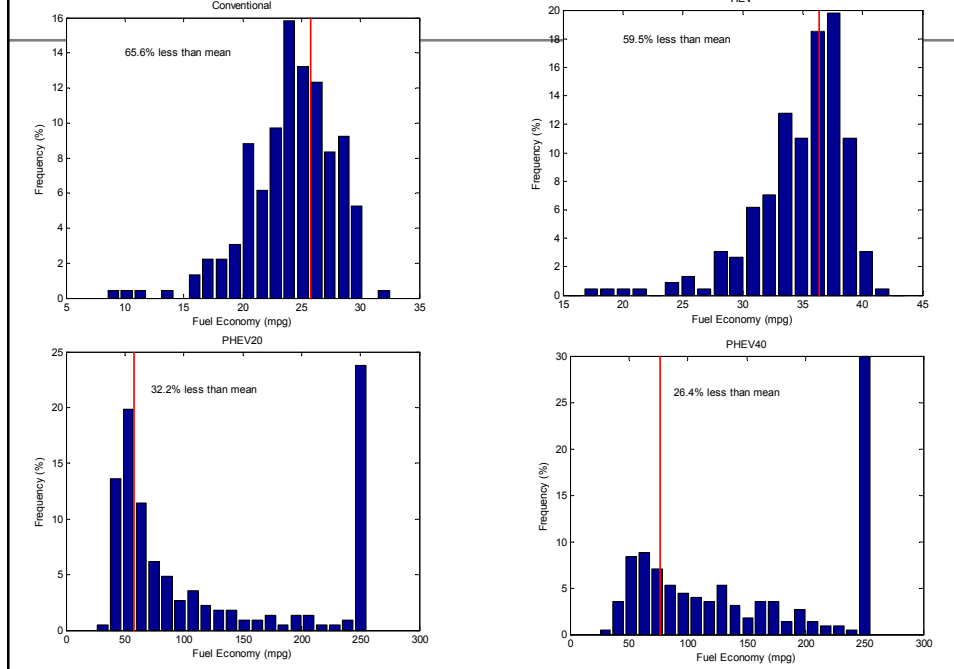 Conventional
65.6% less than mean
Frequency (%)
16
14
12
10
8
6
4
2
0
5 10 15 20 25 30 35
Fuel Economy (mpg)
59.5% less than mean
Frequency (%)
20
18
16
14
12
10
8
6
4
2
0
15 20 25 30 35 40 45
Fuel Economy (mpg)
PHEV20
32.2% less than mean
Frequency (%)
25
20
15
10
5
0
0 50 100 150 200 250 300
Fuel Economy (mpg)
PHEV40
26.4% less than mean
Frequency (%)
30
25
20
15
10
5
0
0 50 100 150 200 250 300
Fuel Economy (mpg)